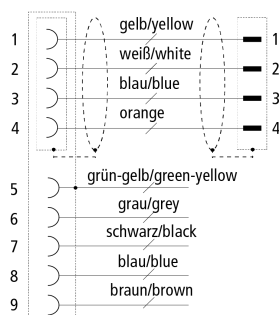 gelb/yellow
1 1
weiß/white
2 2
blau/blue
3 3
orange
4 4
grün-gelb/green-yellow
5
grau/grey
6
schwarz/black
7
blau/blue
8
braun/brown
9